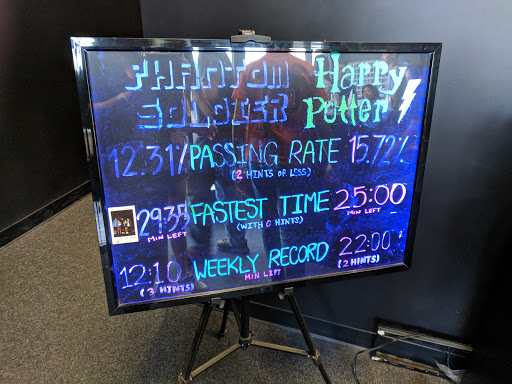 PHANTOM Harry
SOLDIER Potter
12.31% PASSING RATE 15.72%
(2 HINTS OR LESS)
29:35 FASTEST TIME 25:00
MIN LEFT (WITH 0 HINTS) MIN LEFT
12:10 WEEKLY RECORD 22:00
(3 HINTS) MIN LEFT (2 HINTS)